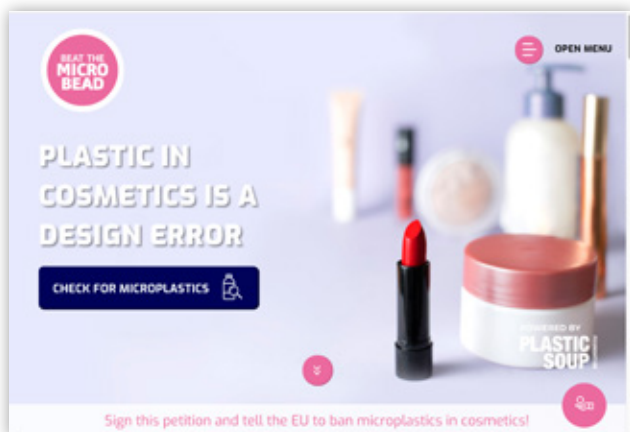 BEAT THE
MICRO
BEAD
OPEN MENU
PLASTIC IN
COSMETICS IS A
DESIGN ERROR
CHECK FOR MICROPLASTICS
POWERED BY
PLASTIC
SOUP
Sign this petition and tell the EU to ban microplastics in cosmetics!